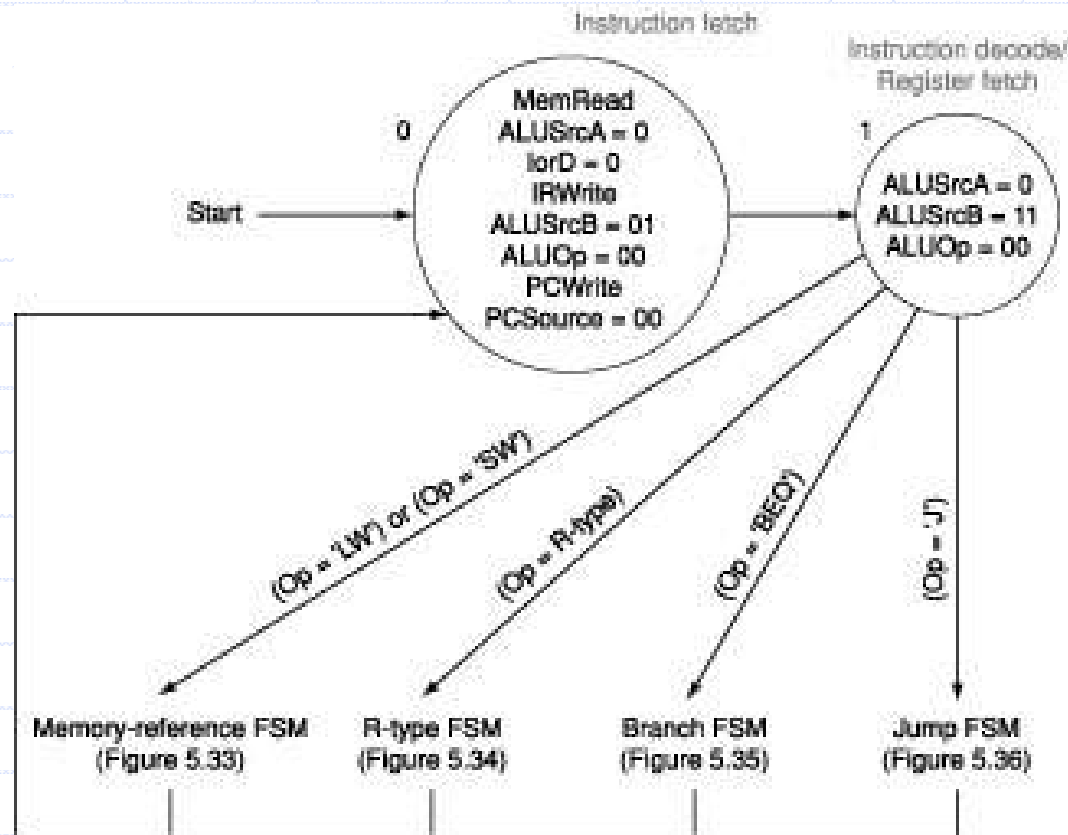 Instruction fetch
Instruction decode/
Register fetch
0
MemRead
ALUSrcA = 0
IorD = 0
IRWrite
ALUSrcB = 01
ALUOp = 00
PCWrite
PCSource = 00
1
ALUSrcA = 0
ALUSrcB = 11
ALUOp = 00
Start
(Op = 'LW') or (Op = 'SW')
(Op = R-type)
(Op = 'BEQ')
(Op = 'J')
Memory-reference FSM
(Figure 5.33)
R-type FSM
(Figure 5.34)
Branch FSM
(Figure 5.35)
Jump FSM
(Figure 5.36)